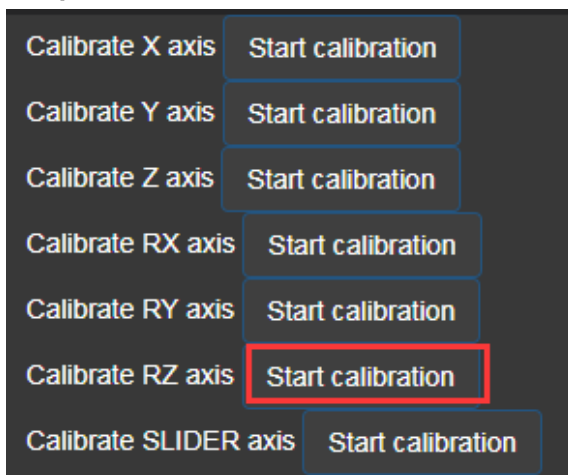 Calibrate X axis Start calibration
Calibrate Y axis Start calibration
Calibrate Z axis Start calibration
Calibrate RX axis Start calibration
Calibrate RY axis Start calibration
Calibrate RZ axis Start calibration
Calibrate SLIDER axis Start calibration